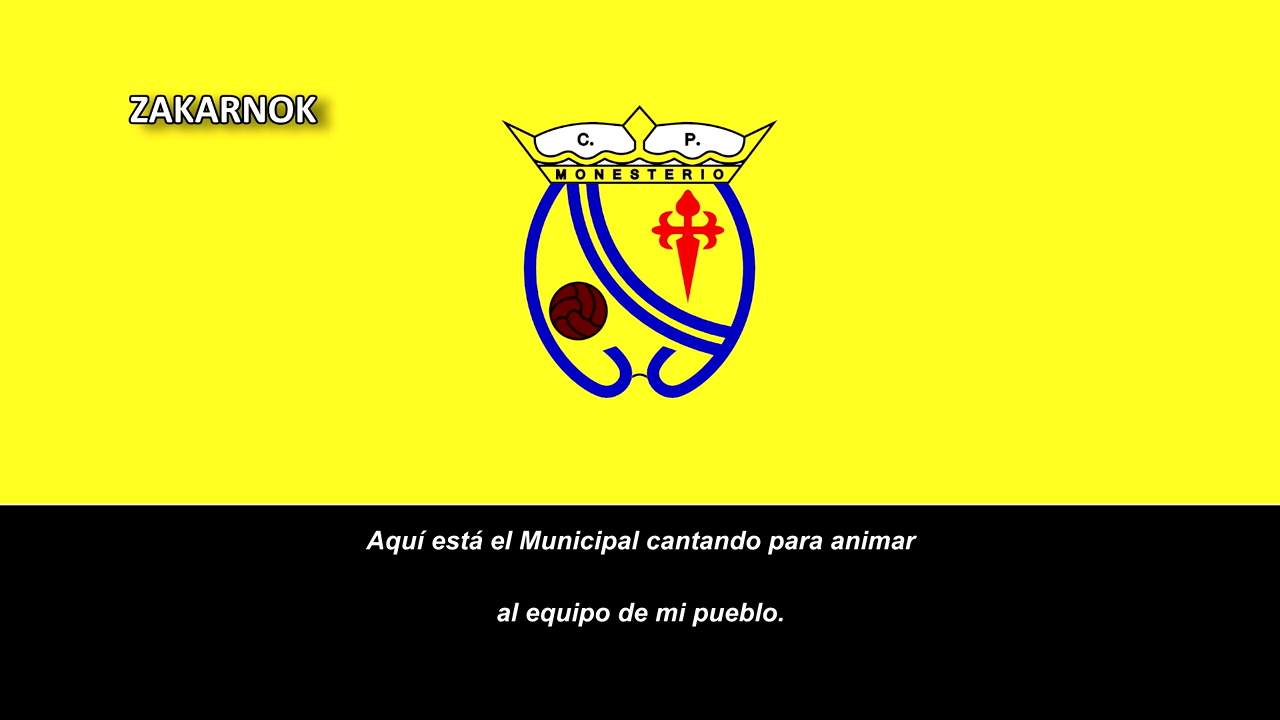 ZAKARNOK
C. P.
MONESTERIO
Aquí está el Municipal cantando para animar
al equipo de mi pueblo.